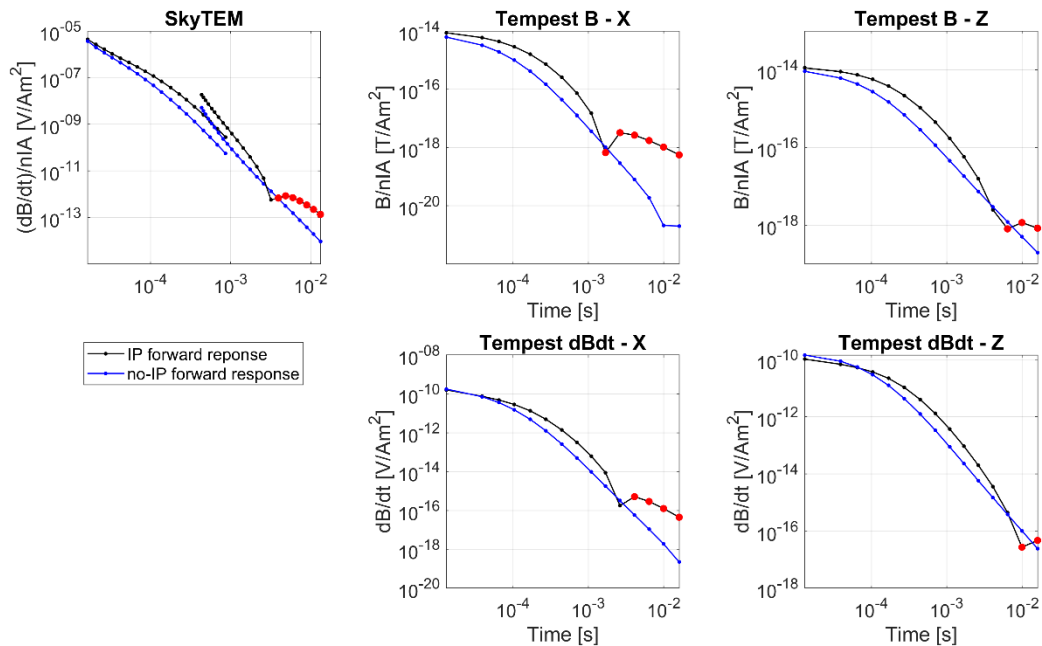 SkyTEM
(dB/dt)/nIA [V/Am²]
10⁻⁰⁵
10⁻⁰⁷
10⁻⁰⁹
10⁻¹¹
10⁻¹³
10⁻⁴
10⁻³
10⁻²
Tempest B - X
B/nIA [T/Am²]
10⁻¹⁴
10⁻¹⁶
10⁻¹⁸
10⁻²⁰
10⁻⁴
10⁻³
10⁻²
Time [s]
Tempest B - Z
B/nIA [T/Am²]
10⁻¹⁴
10⁻¹⁶
10⁻¹⁸
10⁻⁴
10⁻³
10⁻²
Time [s]
IP forward reponse
no-IP forward response
Tempest dBdt - X
dB/dt [V/Am²]
10⁻⁰⁸
10⁻¹⁰
10⁻¹²
10⁻¹⁴
10⁻¹⁶
10⁻¹⁸
10⁻²⁰
10⁻⁴
10⁻³
10⁻²
Time [s]
Tempest dBdt - Z
dB/dt [V/Am²]
10⁻¹⁰
10⁻¹²
10⁻¹⁴
10⁻¹⁶
10⁻¹⁸
10⁻⁴
10⁻³
10⁻²
Time [s]